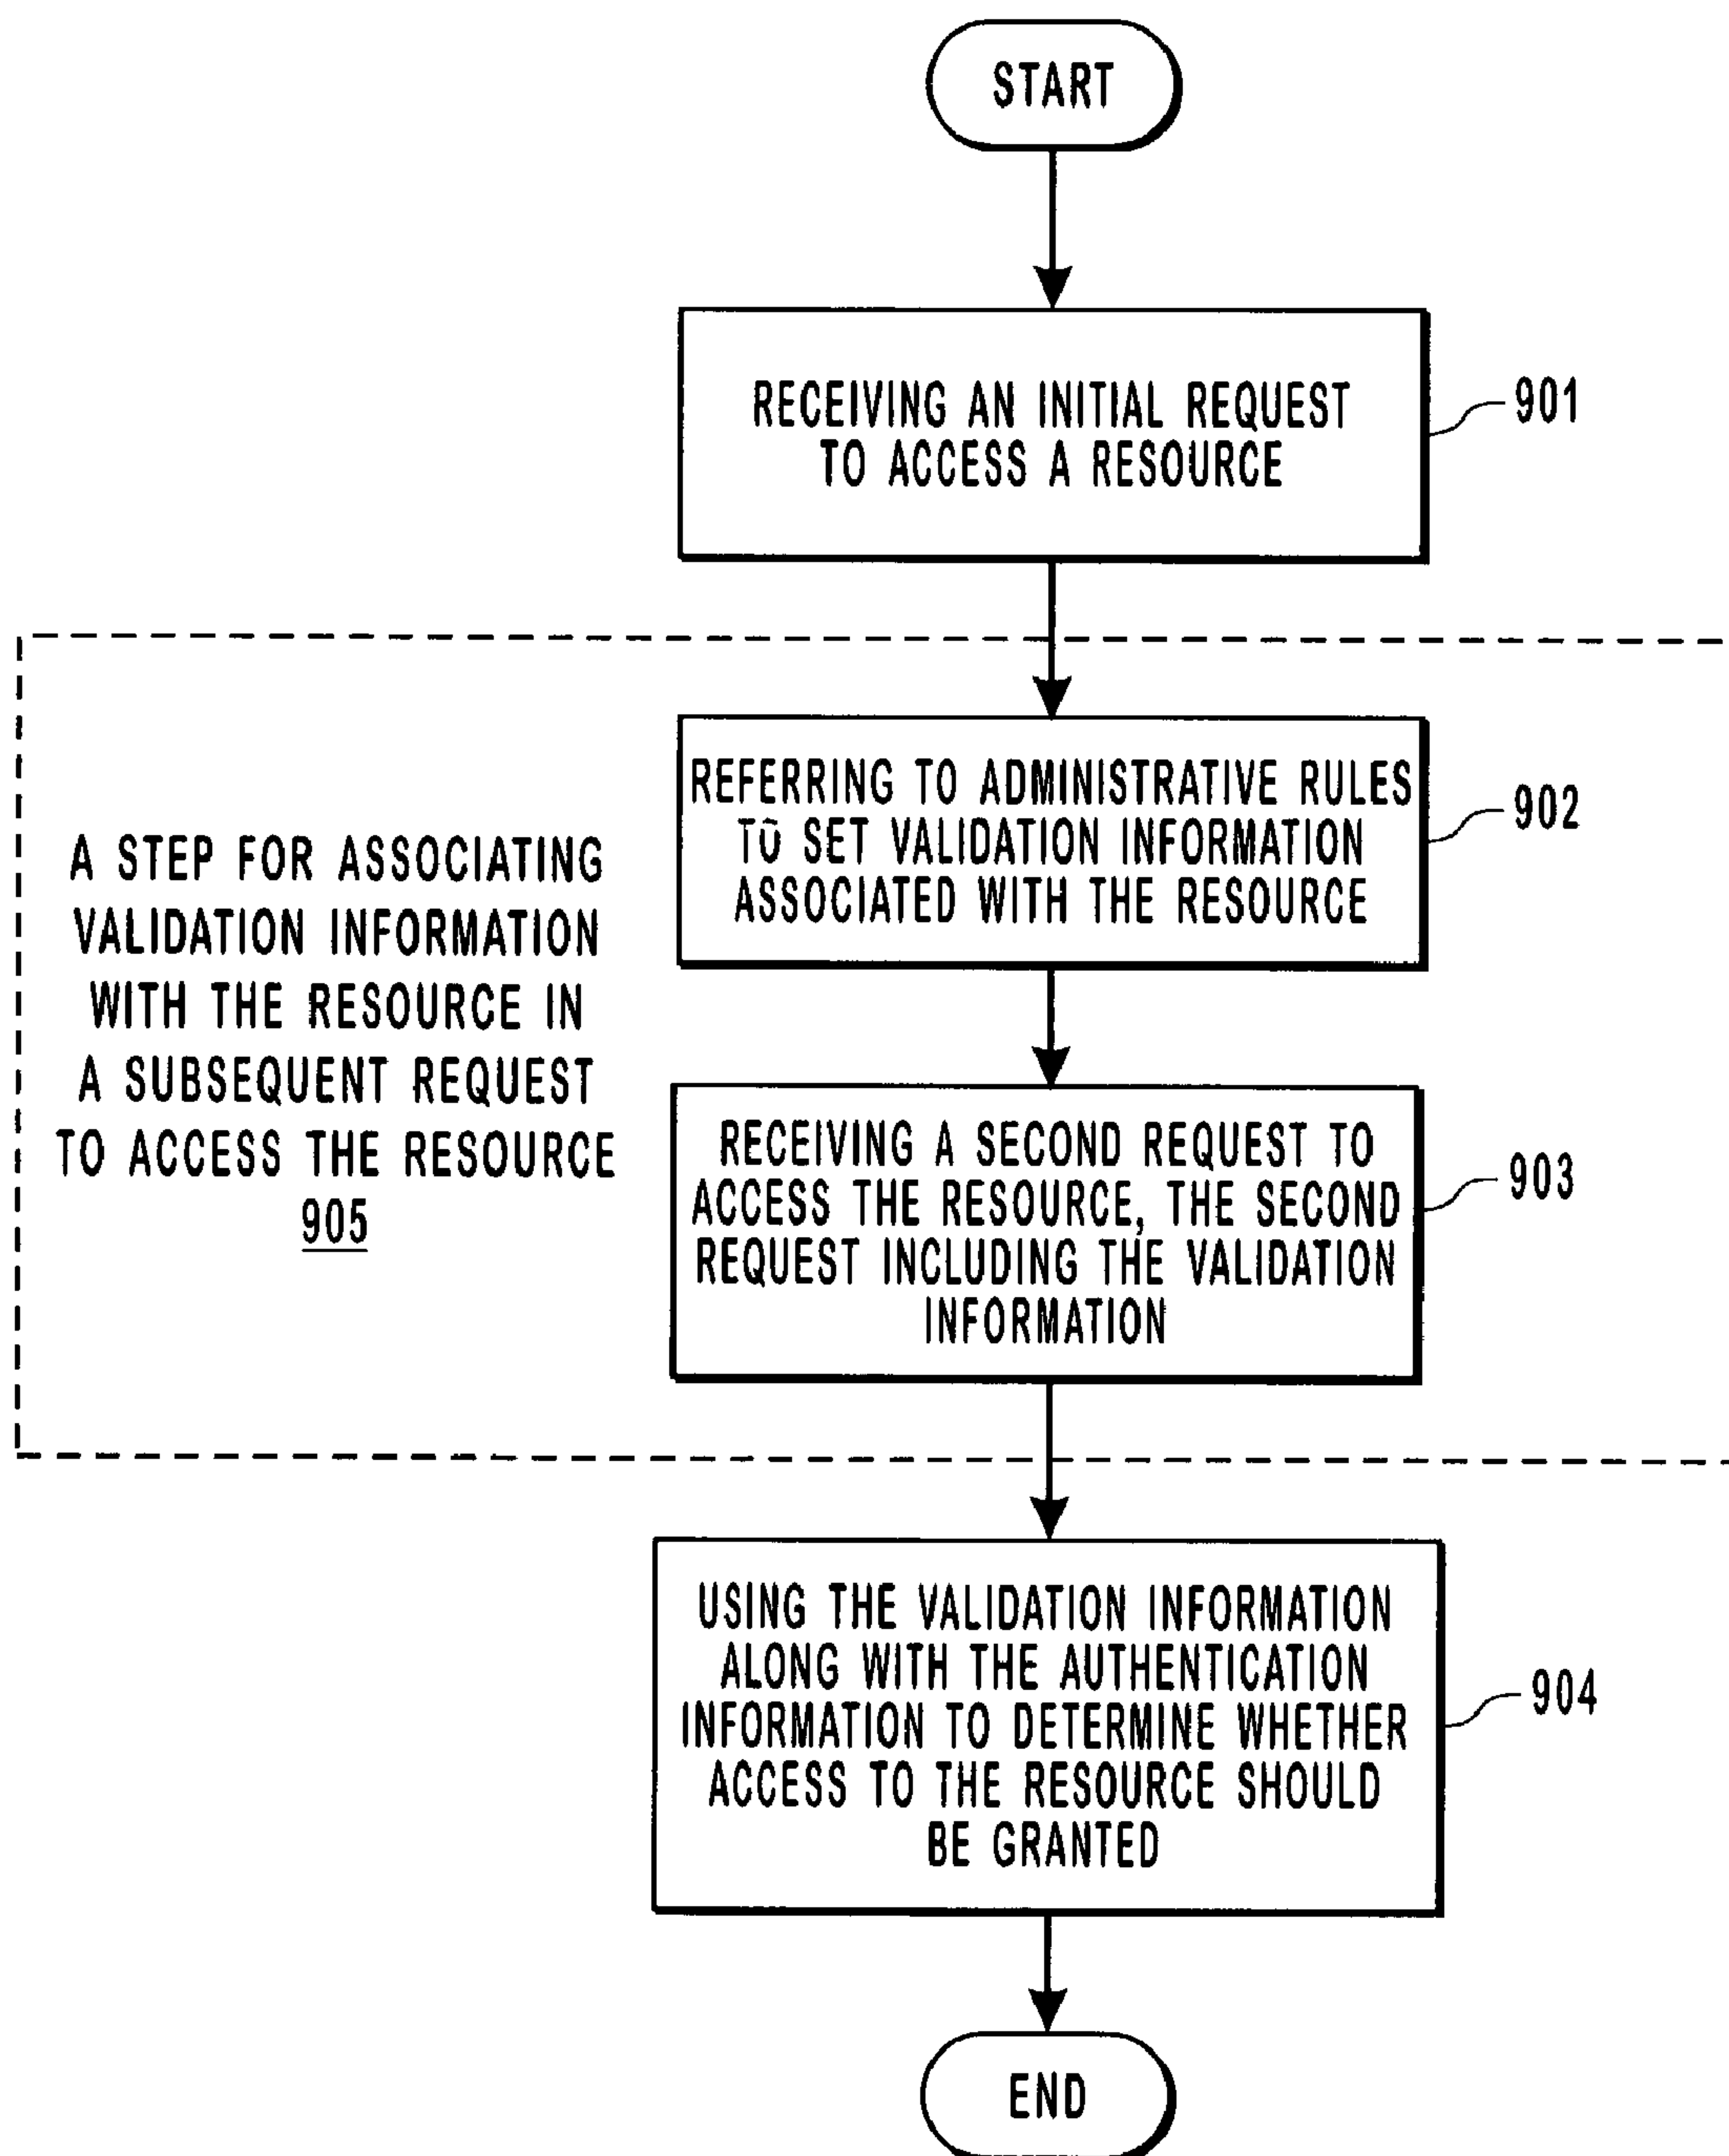 START
RECEIVING AN INITIAL REQUEST
TO ACCESS A RESOURCE
901
REFERRING TO ADMINISTRATIVE RULES
TO SET VALIDATION INFORMATION
ASSOCIATED WITH THE RESOURCE
902
A STEP FOR ASSOCIATING
VALIDATION INFORMATION
WITH THE RESOURCE IN
A SUBSEQUENT REQUEST
TO ACCESS THE RESOURCE
905
RECEIVING A SECOND REQUEST TO
ACCESS THE RESOURCE, THE SECOND
REQUEST INCLUDING THE VALIDATION
INFORMATION
903
USING THE VALIDATION INFORMATION
ALONG WITH THE AUTHENTICATION
INFORMATION TO DETERMINE WHETHER
ACCESS TO THE RESOURCE SHOULD
BE GRANTED
904
END